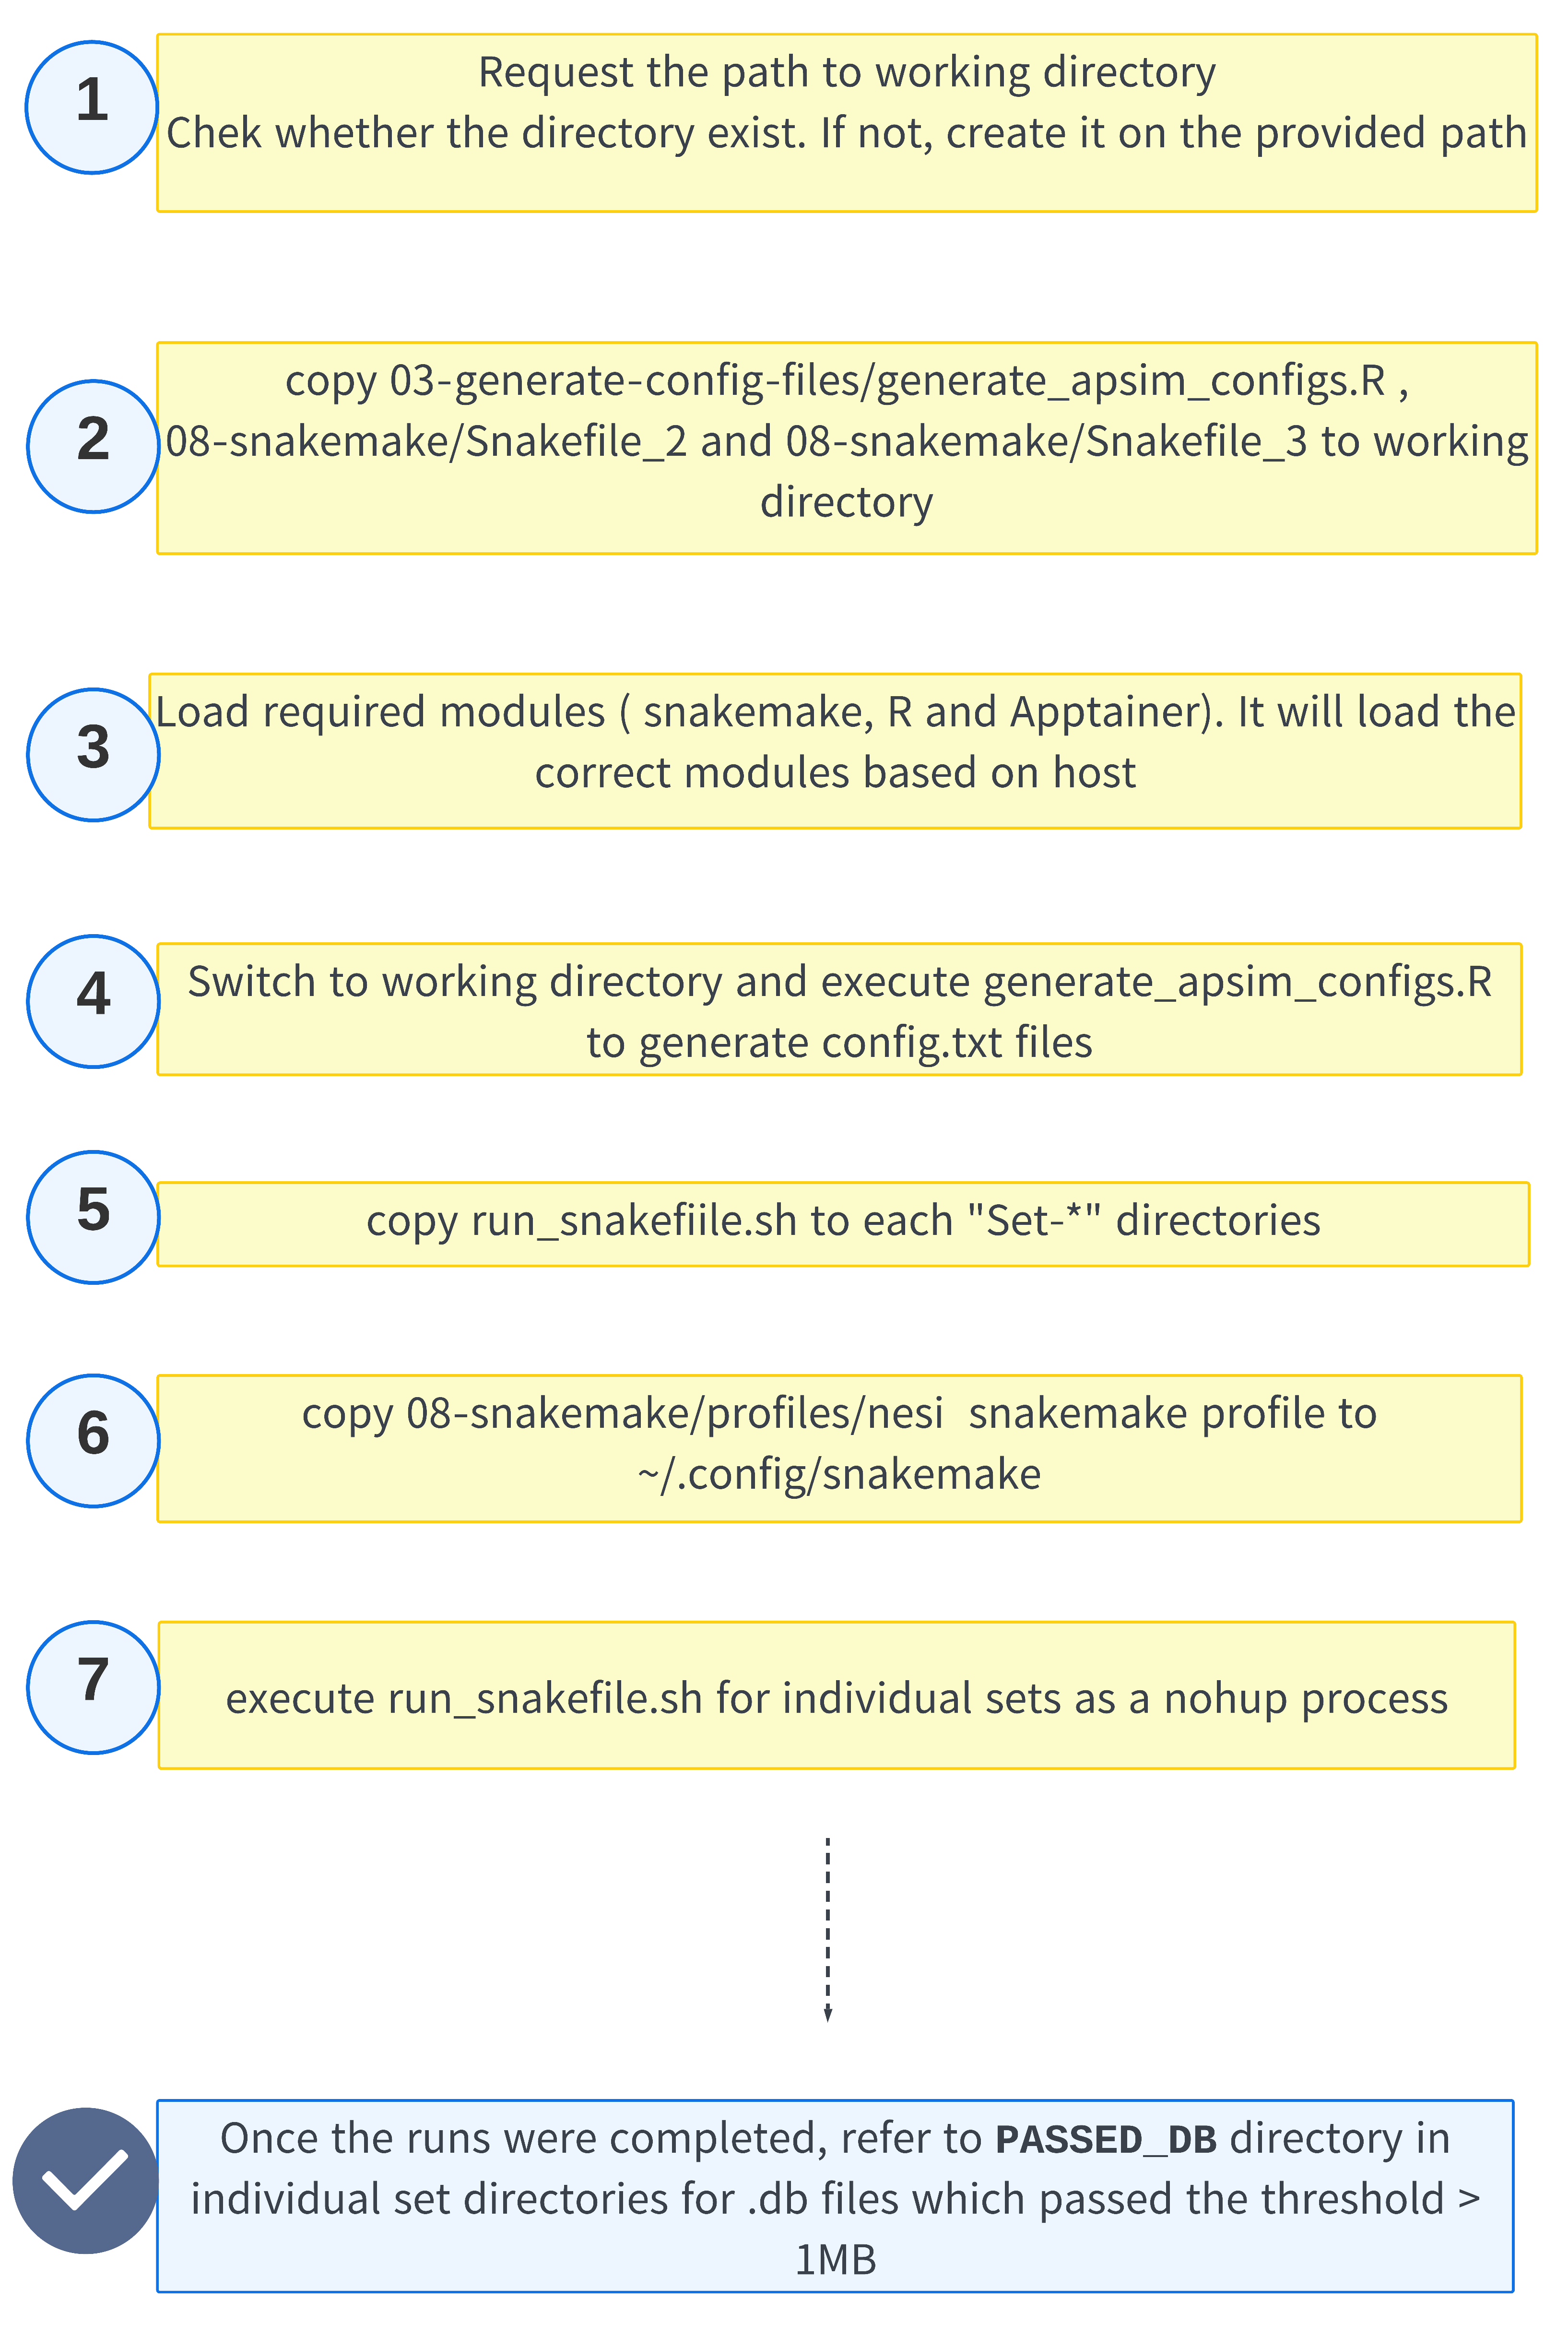 1
Request the path to working directory
Chek whether the directory exist. If not, create it on the provided path
2
copy 03-generate-config-files/generate_apsim_configs.R ,
08-snakemake/Snakefile_2 and 08-snakemake/Snakefile_3 to working
directory
3
Load required modules ( snakemake, R and Apptainer). It will load the
correct modules based on host
4
Switch to working directory and execute generate_apsim_configs.R
to generate config.txt files
5
copy run_snakefiile.sh to each "Set-*" directories
6
copy 08-snakemake/profiles/nesi  snakemake profile to
~/.config/snakemake
7
execute run_snakefile.sh for individual sets as a nohup process
Once the runs were completed, refer to PASSED_DB directory in
individual set directories for .db files which passed the threshold >
1MB